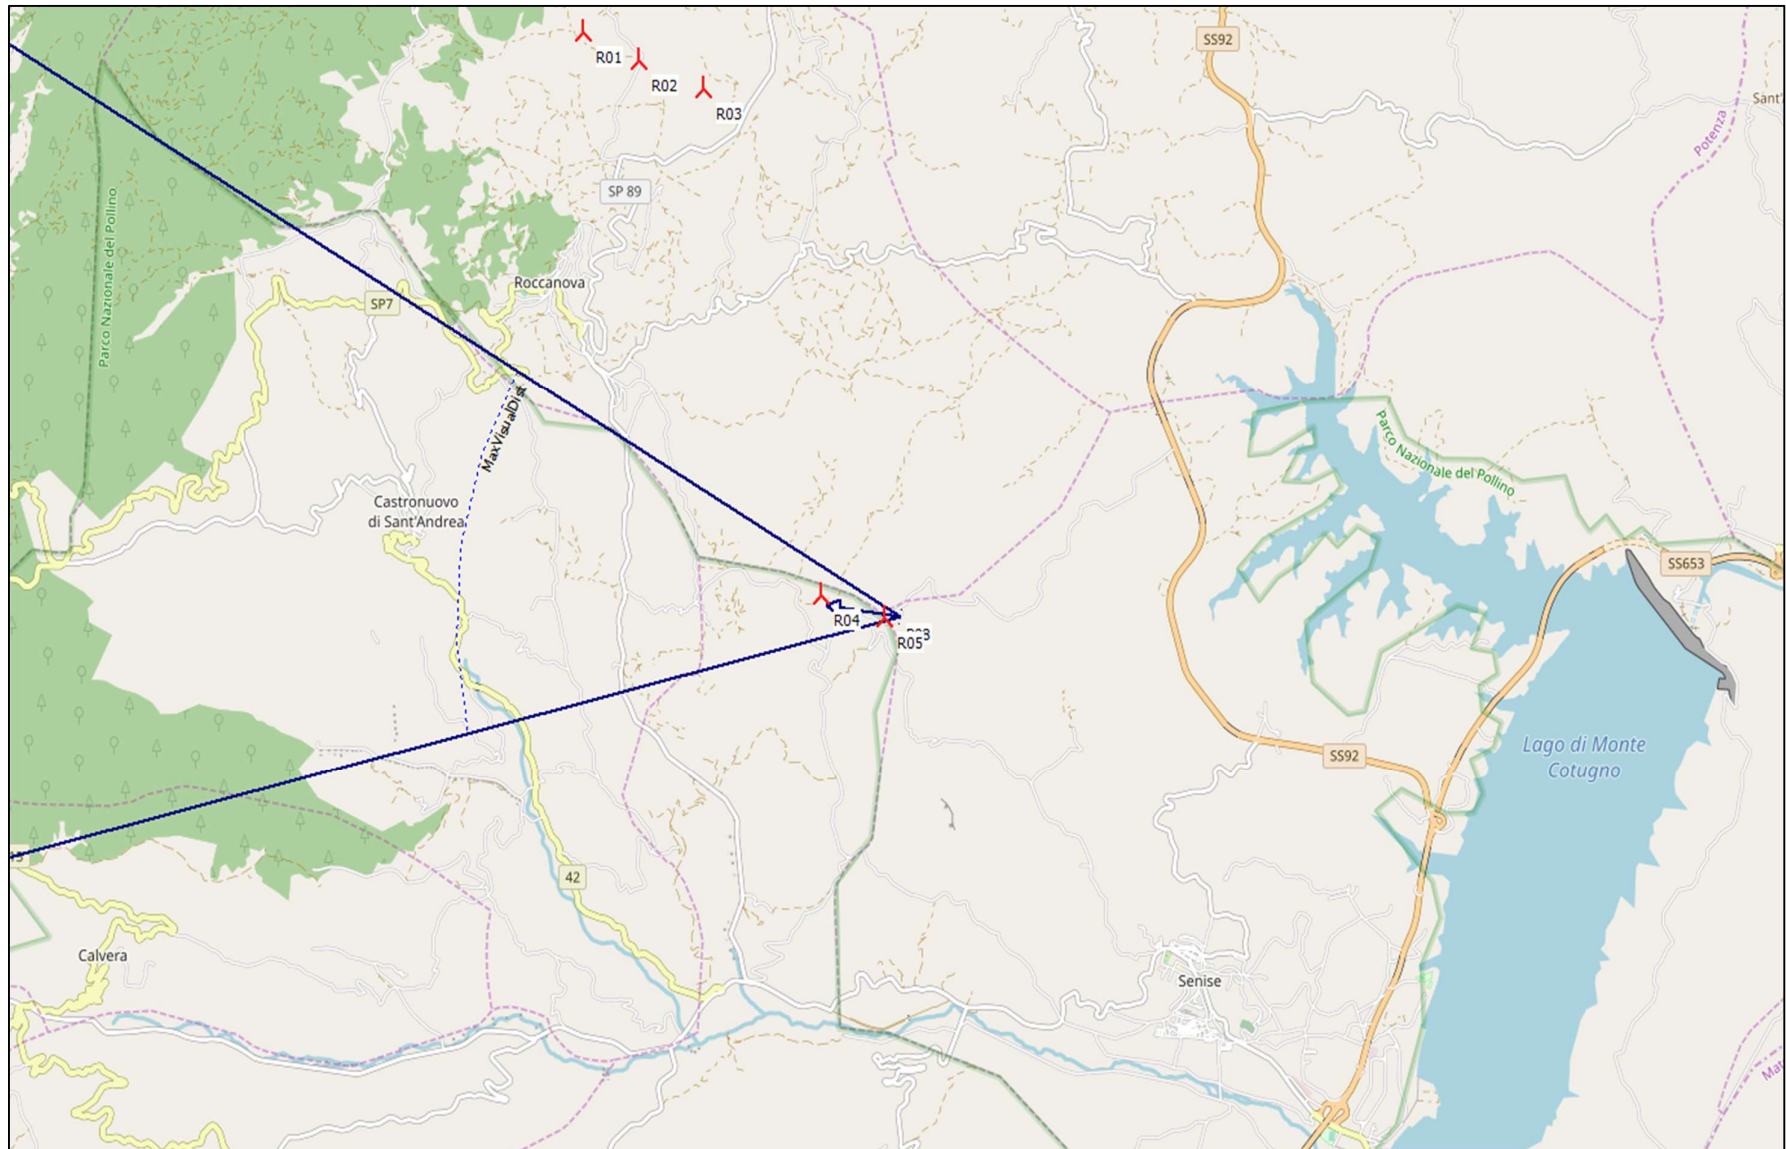 R01
R02
R03
SS92
Sant'
Potenza
SP 89
Parco Nazionale del Pollino
Roccanova
SP7
MaxVisualDist
Castronuovo
di Sant'Andrea
Parco Nazionale del Pollino
SS653
R04
R05
Lago di Monte
Cotugno
SS92
42
Calvera
Senise